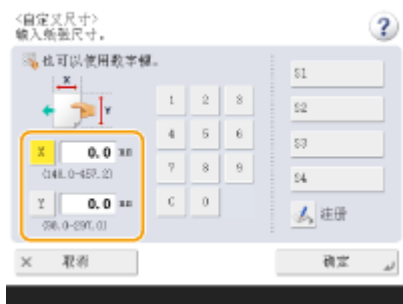 <自定义尺寸>
输入纸张尺寸。
?
也可以使用数字键。
X
Y
X 0.0 mm
(148.0-457.2)
Y 0.0 mm
(98.0-297.0)
1 2 3
4 5 6
7 8 9
C 0
S1
S2
S3
S4
注册
× 取消
确定